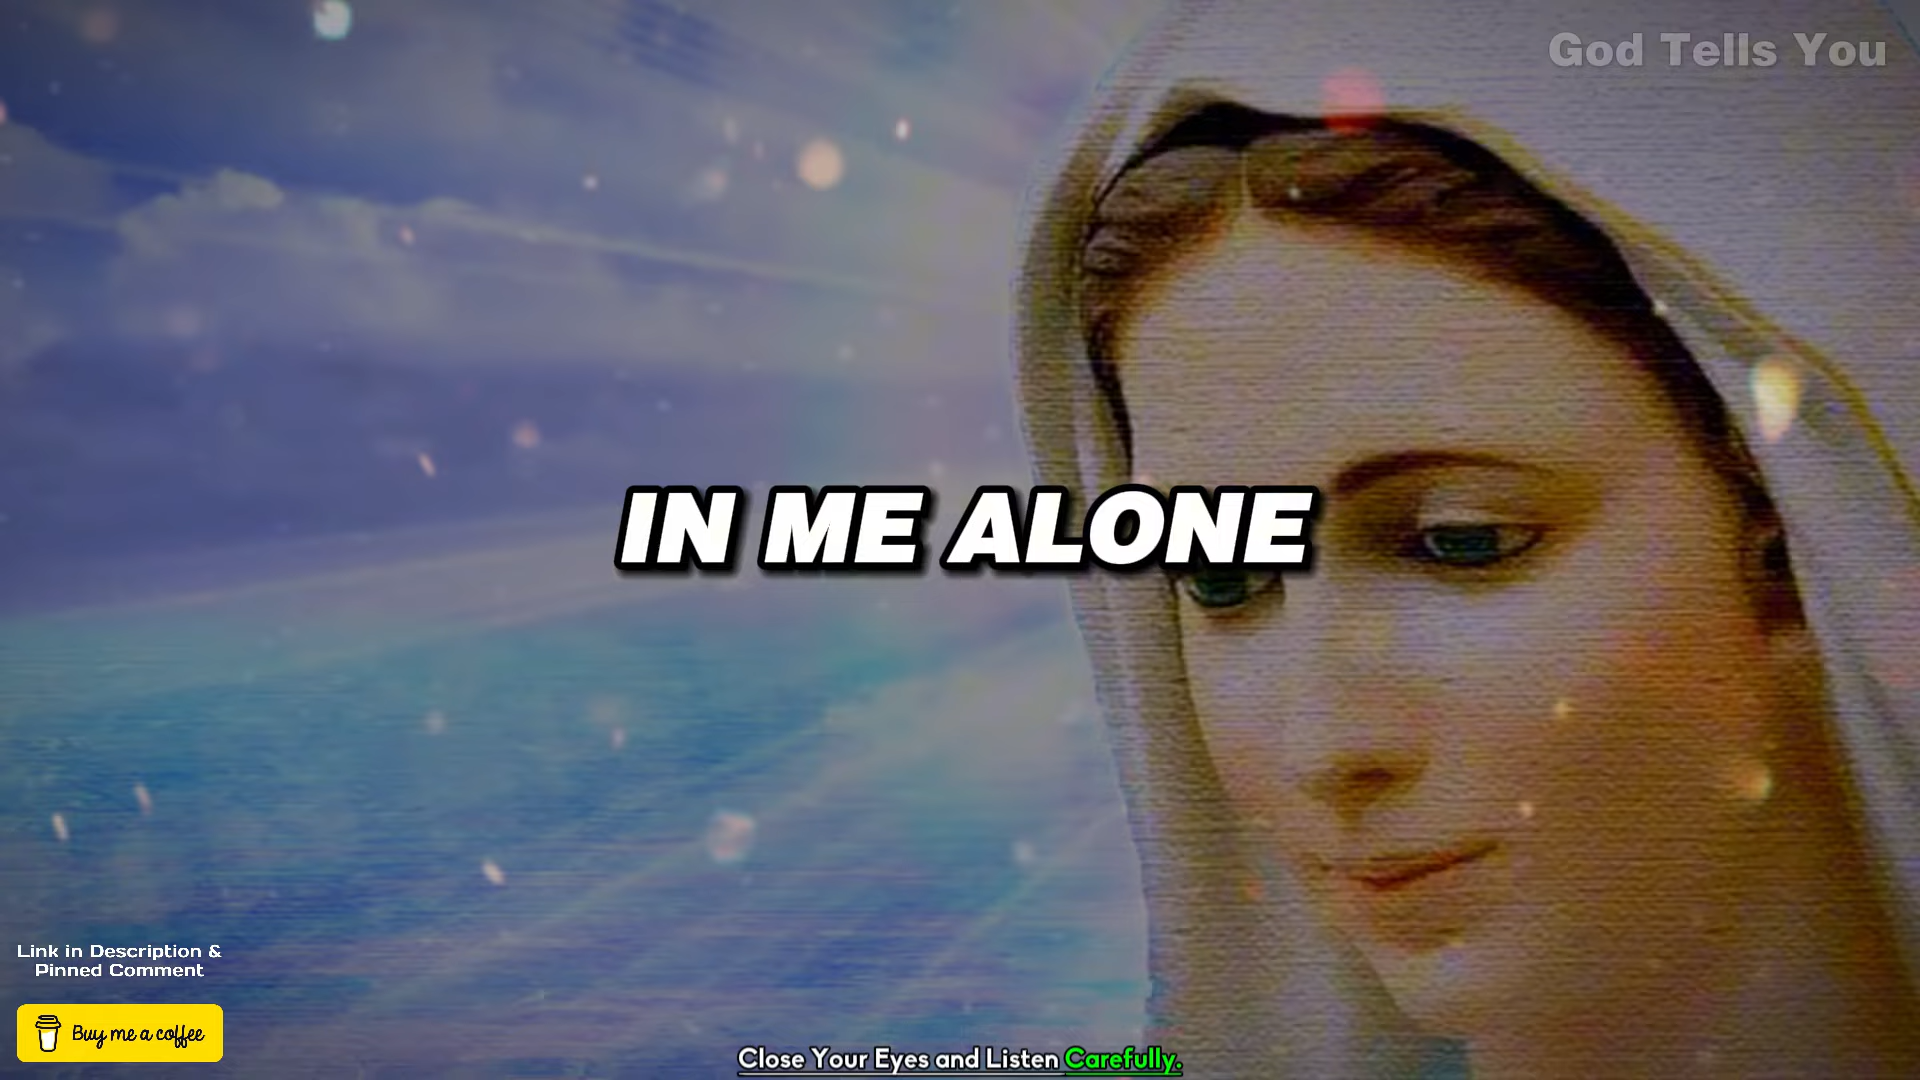 God Tells You
IN ME ALONE
Link in Description &
Pinned Comment
Buy me a coffee
Close Your Eyes and Listen Carefully.